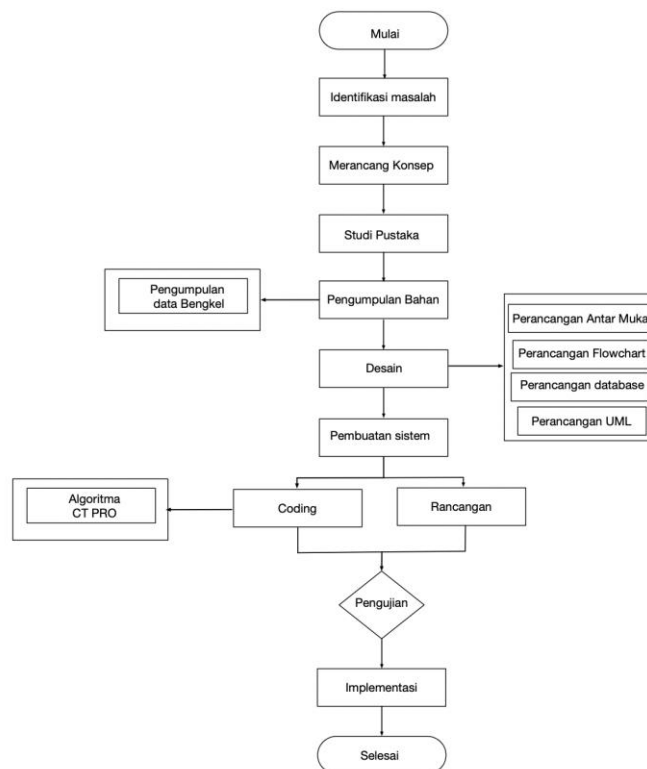 Mulai
Identifikasi masalah
Merancang Konsep
Studi Pustaka
Pengumpulan
data Bengkel
Pengumpulan Bahan
Perancangan Antar Muka
Perancangan Flowchart
Perancangan database
Perancangan UML
Desain
Pembuatan sistem
Algoritma
CT PRO
Coding
Rancangan
Pengujian
Implementasi
Selesai